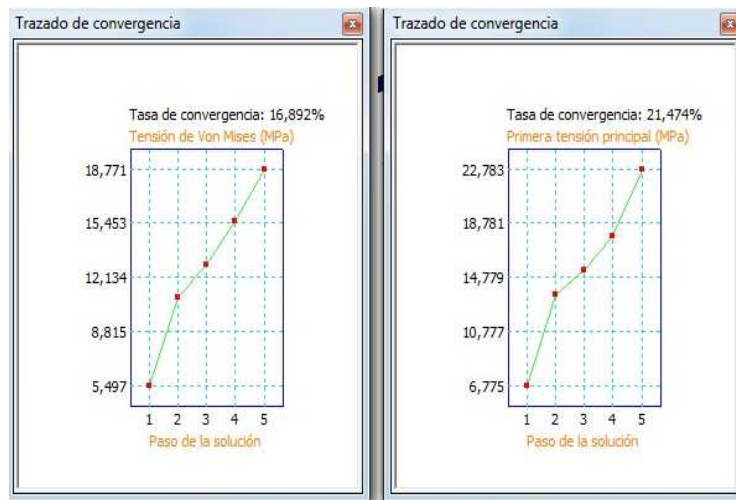 Trazado de convergencia
Tasa de convergencia: 16,892%
Tensión de Von Mises (MPa)
18,771
15,453
12,134
8,815
5,497
1 2 3 4 5
Paso de la solución
Trazado de convergencia
Tasa de convergencia: 21,474%
Primera tensión principal (MPa)
22,783
18,781
14,779
10,777
6,775
1 2 3 4 5
Paso de la solución